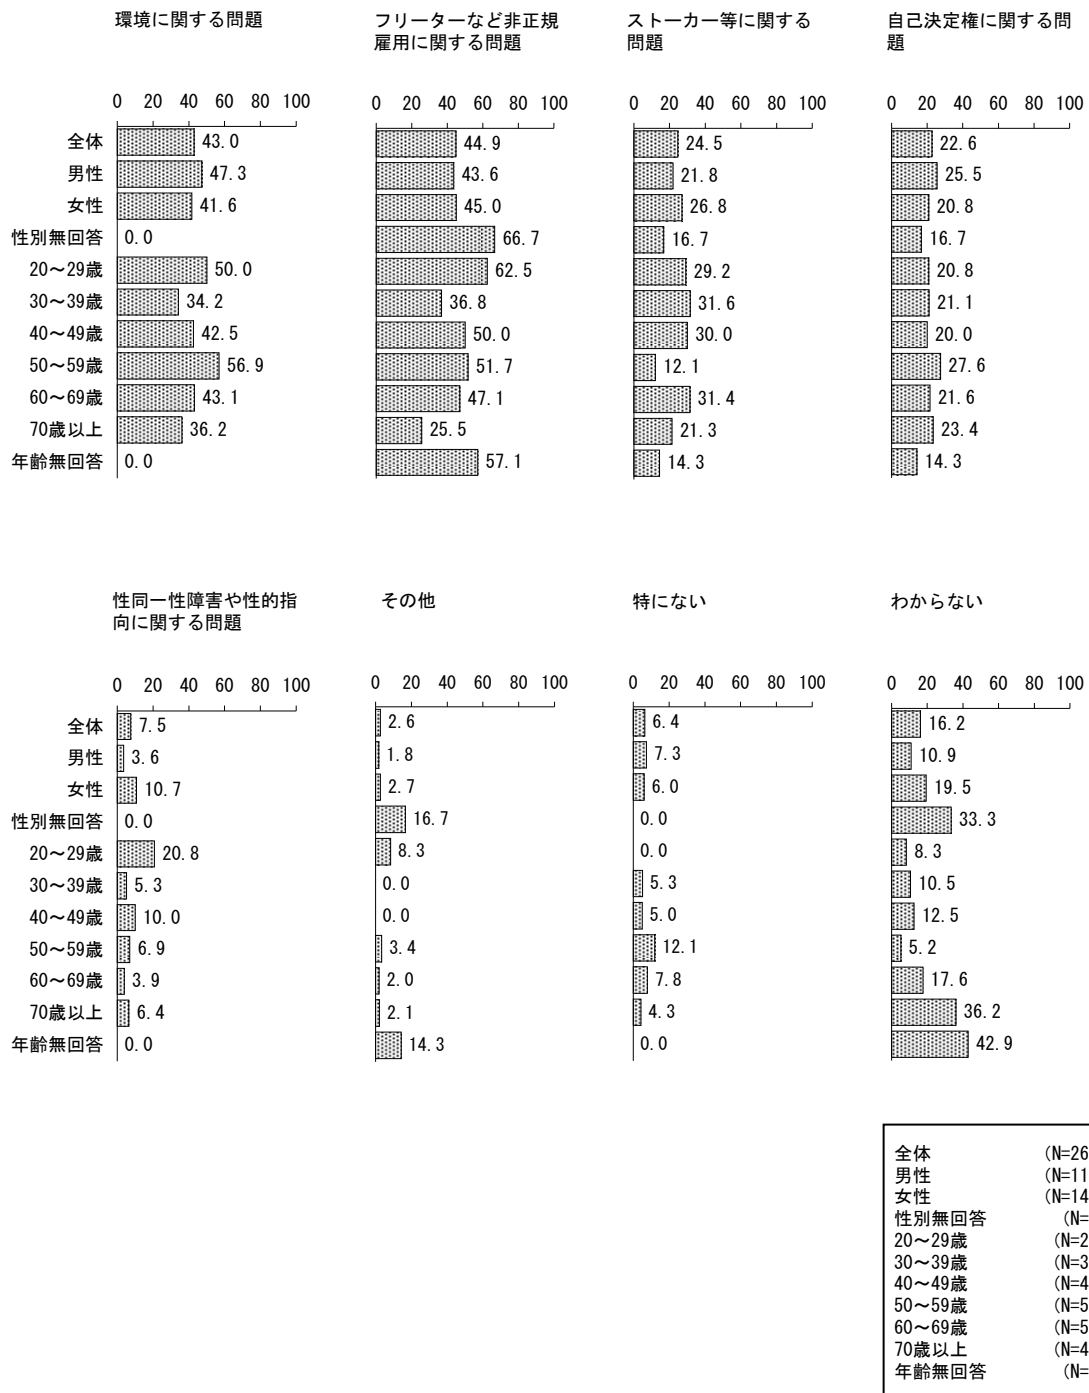 環境に関する問題
フリーターなど非正規
雇用に関する問題
ストーカー等に関する
問題
自己決定権に関する問
題
0 20 40 60 80 100
0 20 40 60 80 100
0 20 40 60 80 100
0 20 40 60 80 100
全体 43.0 44.9 24.5 22.6
男性 47.3 43.6 21.8 25.5
女性 41.6 45.0 26.8 20.8
性別無回答 0.0 66.7 16.7 16.7
20～29歳 50.0 62.5 29.2 20.8
30～39歳 34.2 36.8 31.6 21.1
40～49歳 42.5 50.0 30.0 20.0
50～59歳 56.9 51.7 12.1 27.6
60～69歳 43.1 47.1 31.4 21.6
70歳以上 36.2 25.5 21.3 23.4
年齢無回答 0.0 57.1 14.3 14.3
性同一性障害や性的指
向に関する問題
その他
特にない
わからない
0 20 40 60 80 100
0 20 40 60 80 100
0 20 40 60 80 100
0 20 40 60 80 100
全体 7.5 2.6 6.4 16.2
男性 3.6 1.8 7.3 10.9
女性 10.7 2.7 6.0 19.5
性別無回答 0.0 16.7 0.0 33.3
20～29歳 20.8 8.3 0.0 8.3
30～39歳 5.3 0.0 5.3 10.5
40～49歳 10.0 0.0 5.0 12.5
50～59歳 6.9 3.4 12.1 5.2
60～69歳 3.9 2.0 7.8 17.6
70歳以上 6.4 2.1 4.3 36.2
年齢無回答 0.0 14.3 0.0 42.9
全体 (N=26
男性 (N=11
女性 (N=14
性別無回答 (N=
20～29歳 (N=2
30～39歳 (N=3
40～49歳 (N=4
50～59歳 (N=5
60～69歳 (N=5
70歳以上 (N=4
年齢無回答 (N=